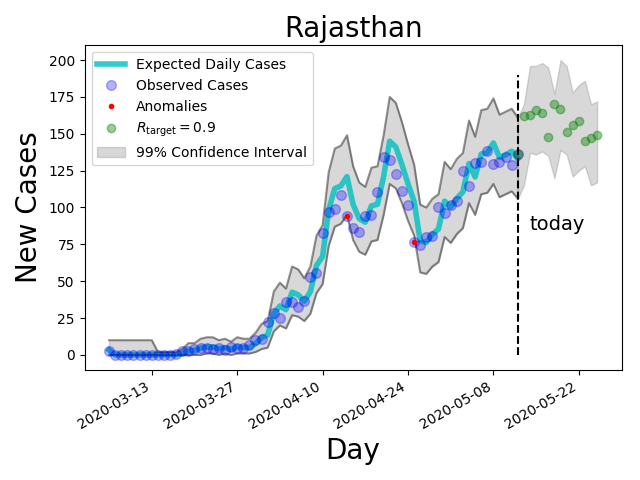 Rajasthan
New Cases
200
175
150
125
100
75
50
25
0
Expected Daily Cases
Observed Cases
Anomalies
R_target = 0.9
99% Confidence Interval
today
2020-03-13
2020-03-27
2020-04-10
2020-04-24
2020-05-08
2020-05-22
Day